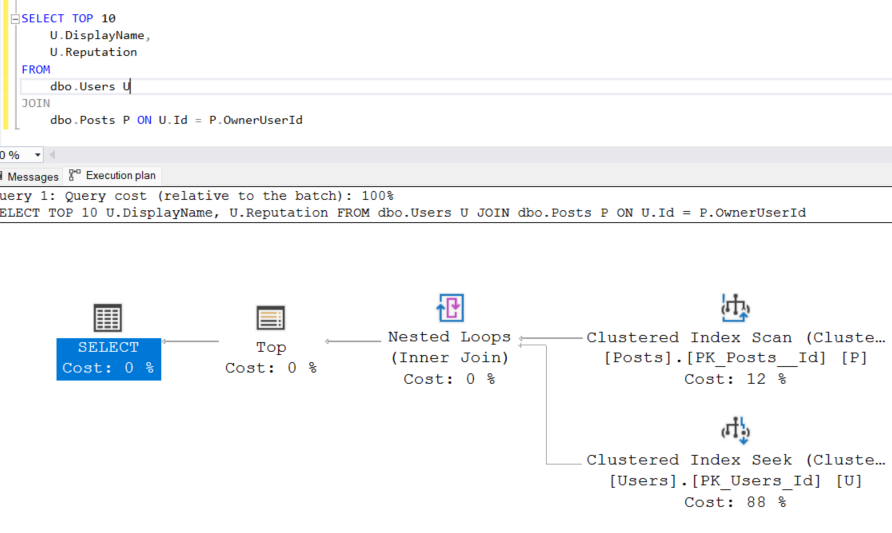 SELECT TOP 10
U.DisplayName,
U.Reputation
FROM
dbo.Users U
JOIN
dbo.Posts P ON U.Id = P.OwnerUserId
0 %
Messages Execution plan
uery 1: Query cost (relative to the batch): 100%
ELECT TOP 10 U.DisplayName, U.Reputation FROM dbo.Users U JOIN dbo.Posts P ON U.Id = P.OwnerUserId
SELECT
Cost: 0 %
Top
Cost: 0 %
Nested Loops
(Inner Join)
Cost: 0 %
Clustered Index Scan (Cluste…
[Posts].[PK_Posts__Id] [P]
Cost: 12 %
Clustered Index Seek (Cluste…
[Users].[PK_Users_Id] [U]
Cost: 88 %